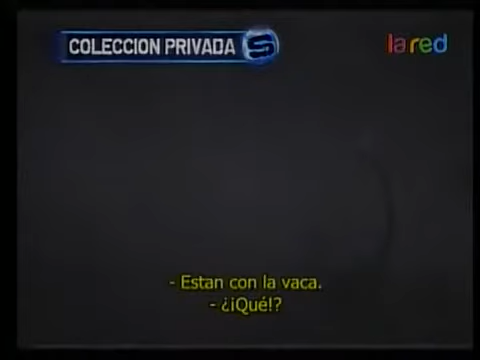 COLECCION PRIVADA S
lared
- Estan con la vaca.
- ¿¡Qué!?